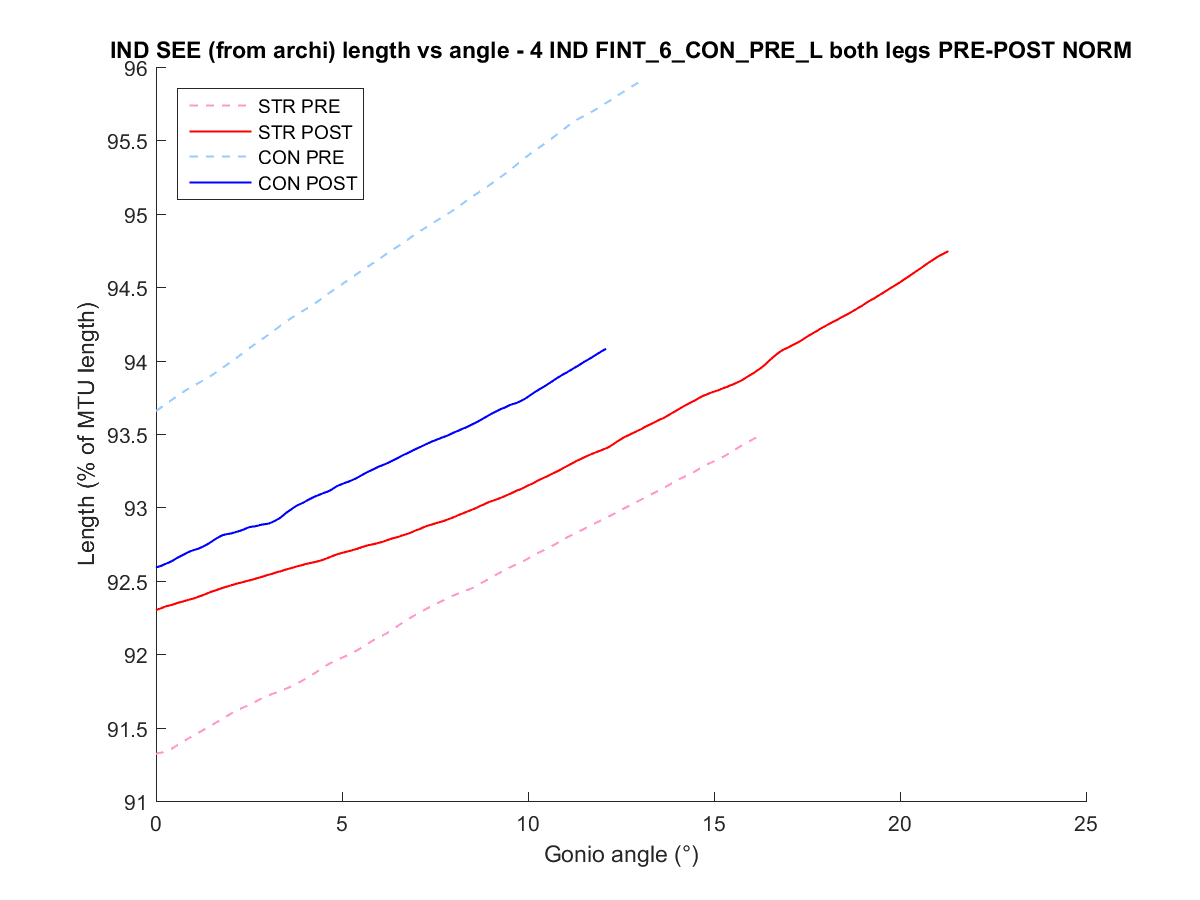 IND SEE (from archi) length vs angle - 4 IND FINT_6_CON_PRE_L both legs PRE-POST NORM
96
95.5
95
94.5
94
93.5
93
92.5
92
91.5
91
STR PRE
STR POST
CON PRE
CON POST
Length (% of MTU length)
0
5
10
15
20
25
Gonio angle (°)